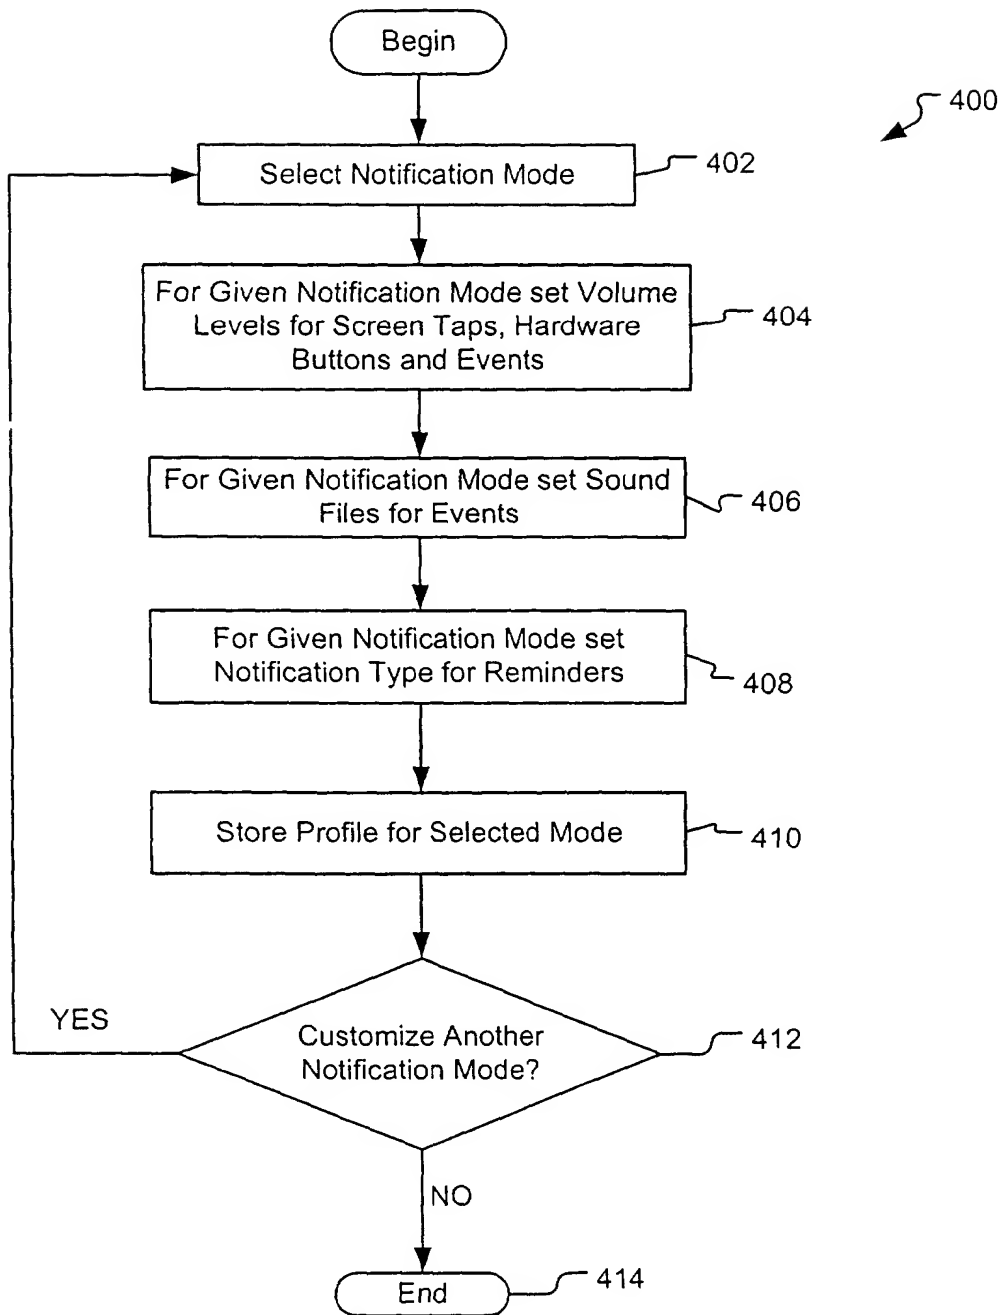 Begin
400
Select Notification Mode
402
For Given Notification Mode set Volume
Levels for Screen Taps, Hardware
Buttons and Events
404
For Given Notification Mode set Sound
Files for Events
406
For Given Notification Mode set
Notification Type for Reminders
408
Store Profile for Selected Mode
410
YES
Customize Another
Notification Mode?
412
NO
End
414